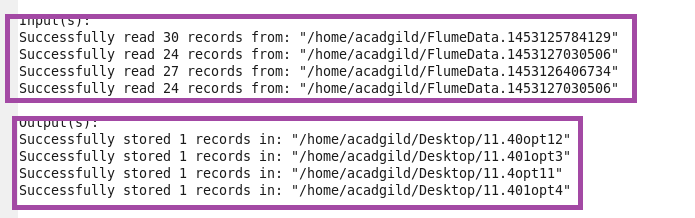 Input(s):
Successfully read 30 records from: "/home/acadgild/FlumeData.1453125784129"
Successfully read 24 records from: "/home/acadgild/FlumeData.1453127030506"
Successfully read 27 records from: "/home/acadgild/FlumeData.1453126406734"
Successfully read 24 records from: "/home/acadgild/FlumeData.1453127030506"
Output(s):
Successfully stored 1 records in: "/home/acadgild/Desktop/11.40opt12"
Successfully stored 1 records in: "/home/acadgild/Desktop/11.401opt3"
Successfully stored 1 records in: "/home/acadgild/Desktop/11.4opt11"
Successfully stored 1 records in: "/home/acadgild/Desktop/11.401opt4"